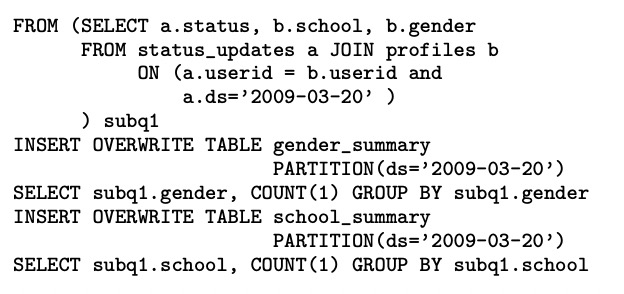 FROM (SELECT a.status, b.school, b.gender
FROM status_updates a JOIN profiles b
ON (a.userid = b.userid and
a.ds=’2009-03-20’ )
) subq1
INSERT OVERWRITE TABLE gender_summary
PARTITION(ds=’2009-03-20’)
SELECT subq1.gender, COUNT(1) GROUP BY subq1.gender
INSERT OVERWRITE TABLE school_summary
PARTITION(ds=’2009-03-20’)
SELECT subq1.school, COUNT(1) GROUP BY subq1.school